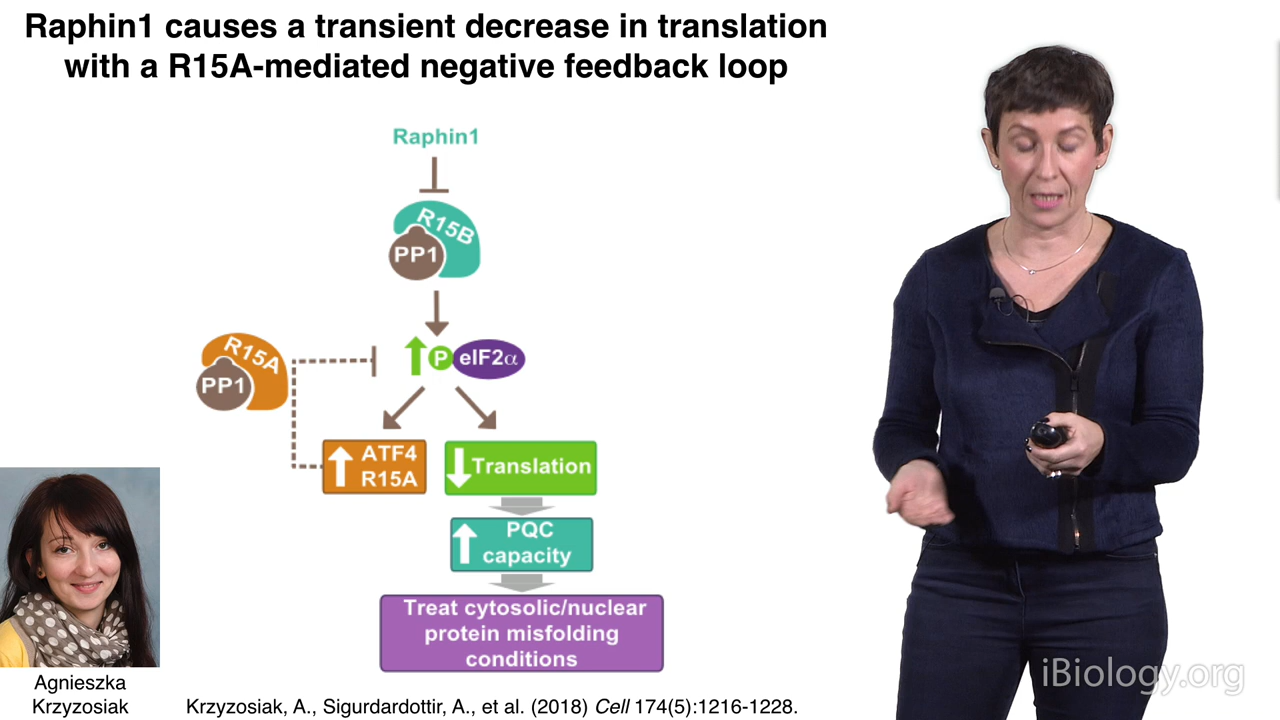 Raphin1 causes a transient decrease in translation
with a R15A-mediated negative feedback loop
Raphin1
R15B
PP1
R15A
PP1
P eIF2α
ATF4
R15A
Translation
PQC
capacity
Treat cytosolic/nuclear
protein misfolding
conditions
Agnieszka
Krzyzosiak
Krzyzosiak, A., Sigurdardottir, A., et al. (2018) Cell 174(5):1216-1228.
iBiology.org